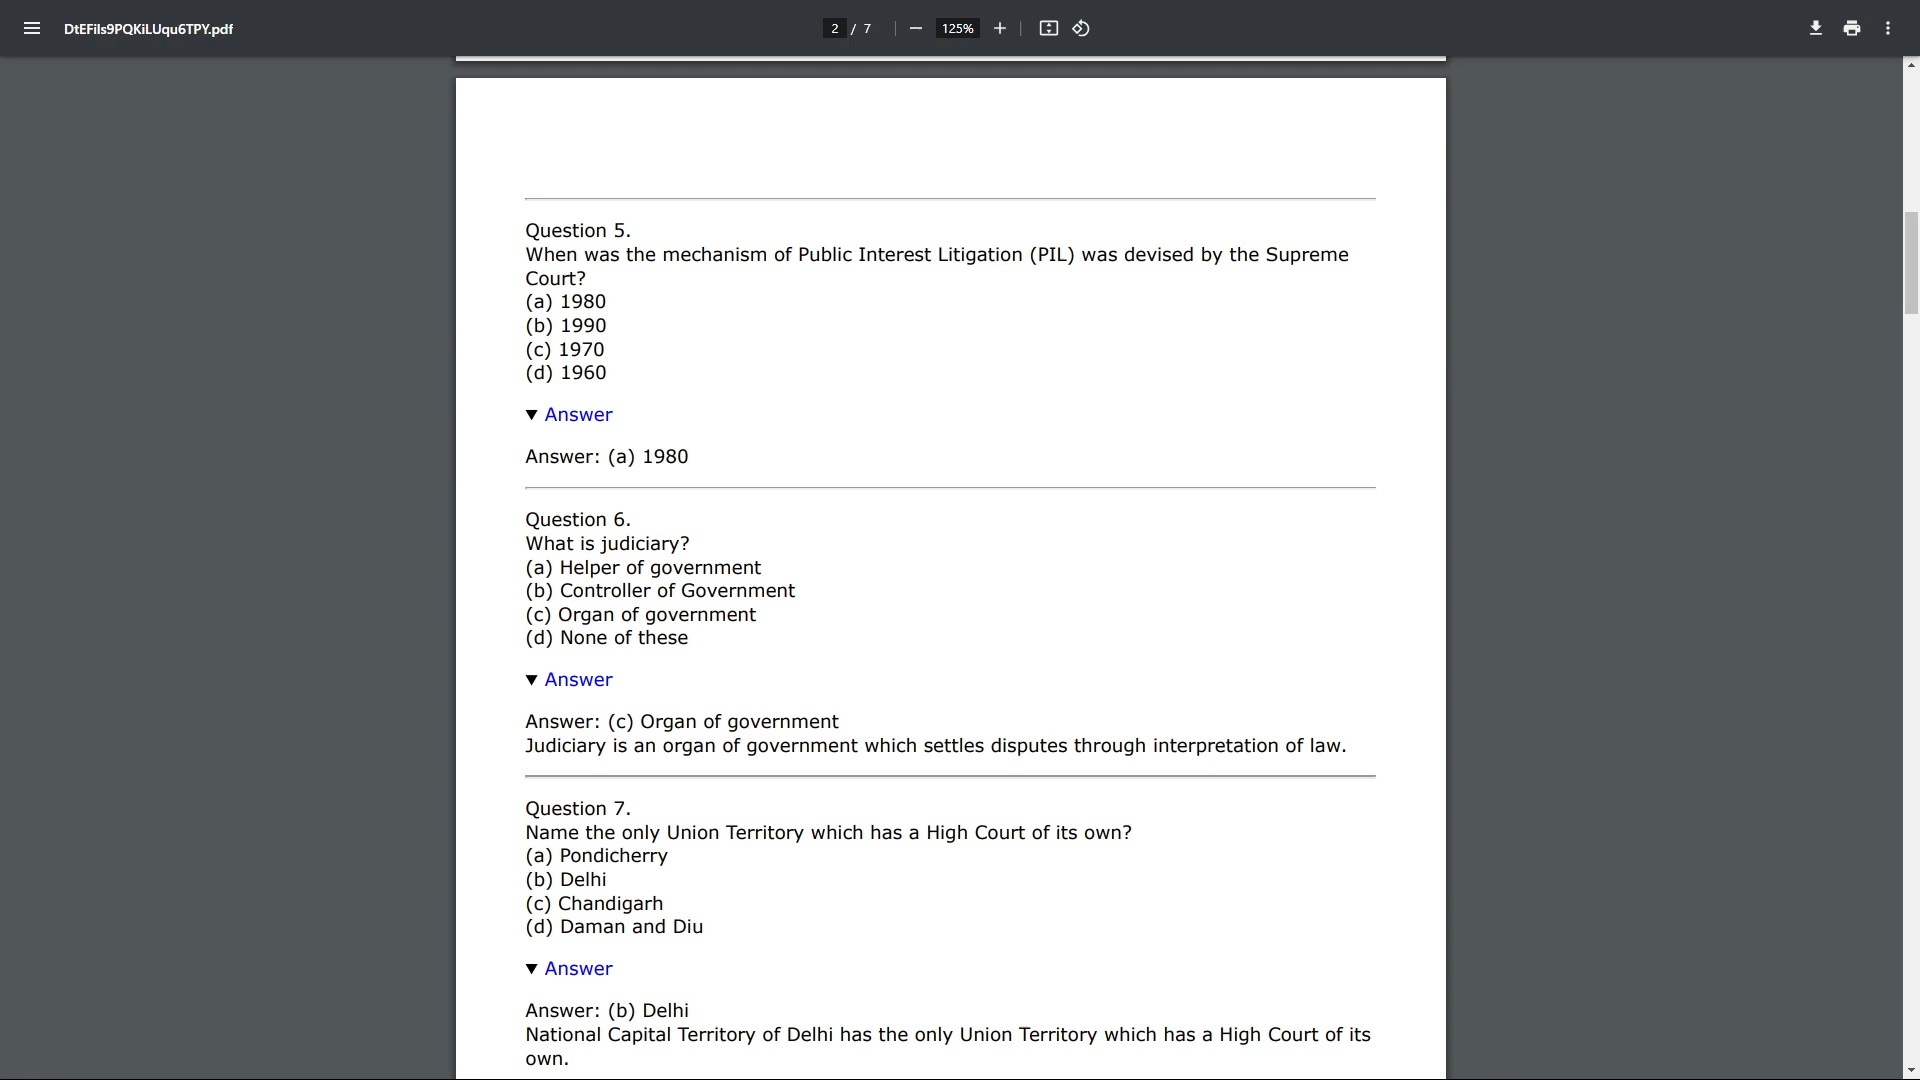 DtEFils9PQKiLUqu6TPY.pdf
2 / 7
125%
Question 5.
When was the mechanism of Public Interest Litigation (PIL) was devised by the Supreme
Court?
(a) 1980
(b) 1990
(c) 1970
(d) 1960
Answer
Answer: (a) 1980
Question 6.
What is judiciary?
(a) Helper of government
(b) Controller of Government
(c) Organ of government
(d) None of these
Answer
Answer: (c) Organ of government
Judiciary is an organ of government which settles disputes through interpretation of law.
Question 7.
Name the only Union Territory which has a High Court of its own?
(a) Pondicherry
(b) Delhi
(c) Chandigarh
(d) Daman and Diu
Answer
Answer: (b) Delhi
National Capital Territory of Delhi has the only Union Territory which has a High Court of its
own.